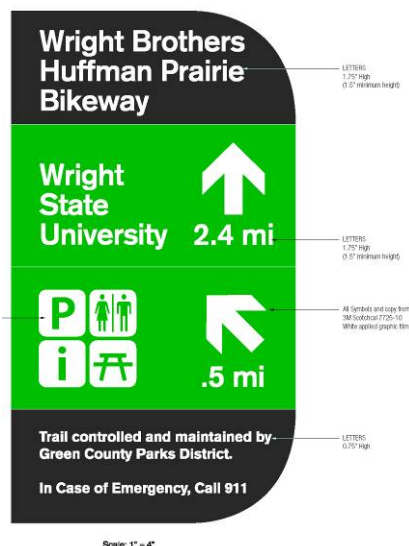 Wright Brothers
Huffman Prairie
Bikeway
LETTERS
1.75" High
(1.5" minimum height)
Wright
State
University 2.4 mi
LETTERS
1.75" High
(1.5" minimum height)
P
i
.5 mi
All Symbols and copy from
3M Scotchcal 7725-10
White applied graphic film
Trail controlled and maintained by
Green County Parks District.
LETTERS
0.75" High
In Case of Emergency, Call 911
Scale: 1" = 4"